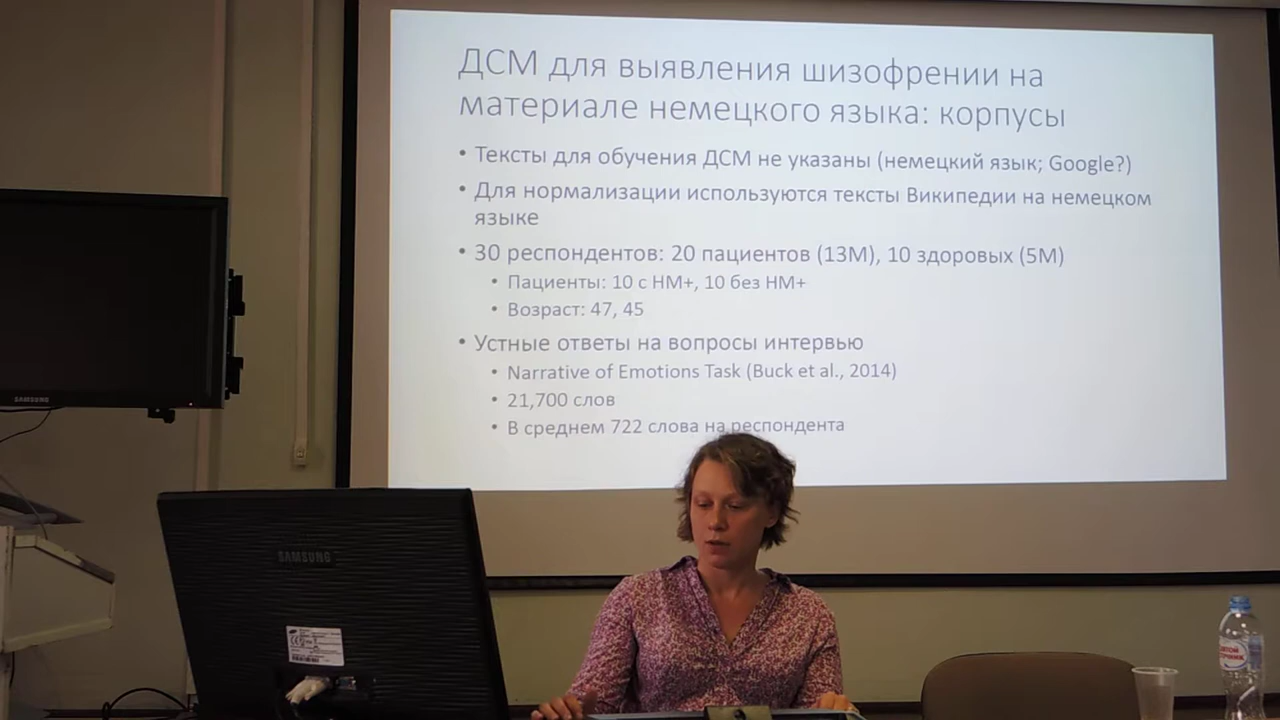 ДСМ для выявления шизофрении на
материале немецкого языка: корпусы
• Тексты для обучения ДСМ не указаны (немецкий язык; Google?)
• Для нормализации используются тексты Википедии на немецком
языке
• 30 респондентов: 20 пациентов (13М), 10 здоровых (5М)
• Пациенты: 10 с НМ+, 10 без НМ+
• Возраст: 47, 45
• Устные ответы на вопросы интервью
• Narrative of Emotions Task (Buck et al., 2014)
• 21,700 слов
• В среднем 722 слова на респондента
SAMSUNG
SAMSUNG